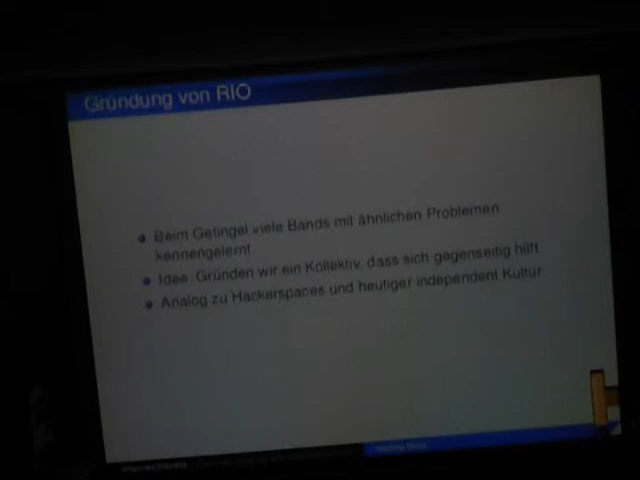 Gründung von RIO
Beim Getingel viele Bands mit ähnlichen Problemen
kennengelernt
Idee: Gründen wir ein Kollektiv, dass sich gegenseitig hilft
Analog zu Hackerspaces und heutiger independent Kultur